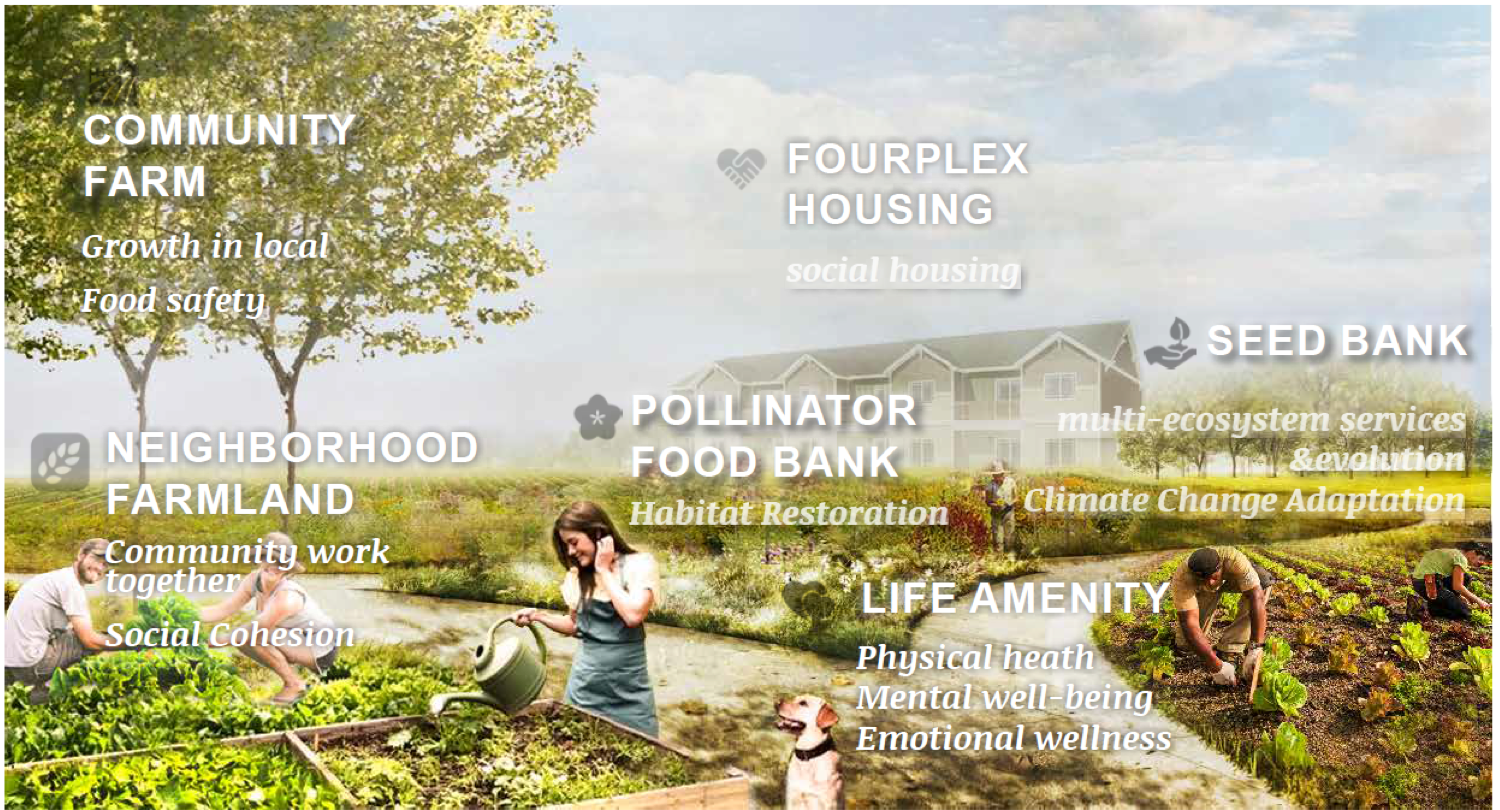 COMMUNITY
FARM
Growth in local
Food safety
FOURPLEX
HOUSING
social housing
SEED BANK
multi-ecosystem services
&evolution
Climate Change Adaptation
POLLINATOR
FOOD BANK
Habitat Restoration
NEIGHBORHOOD
FARMLAND
Community work
together
Social Cohesion
LIFE AMENITY
Physical heath
Mental well-being
Emotional wellness